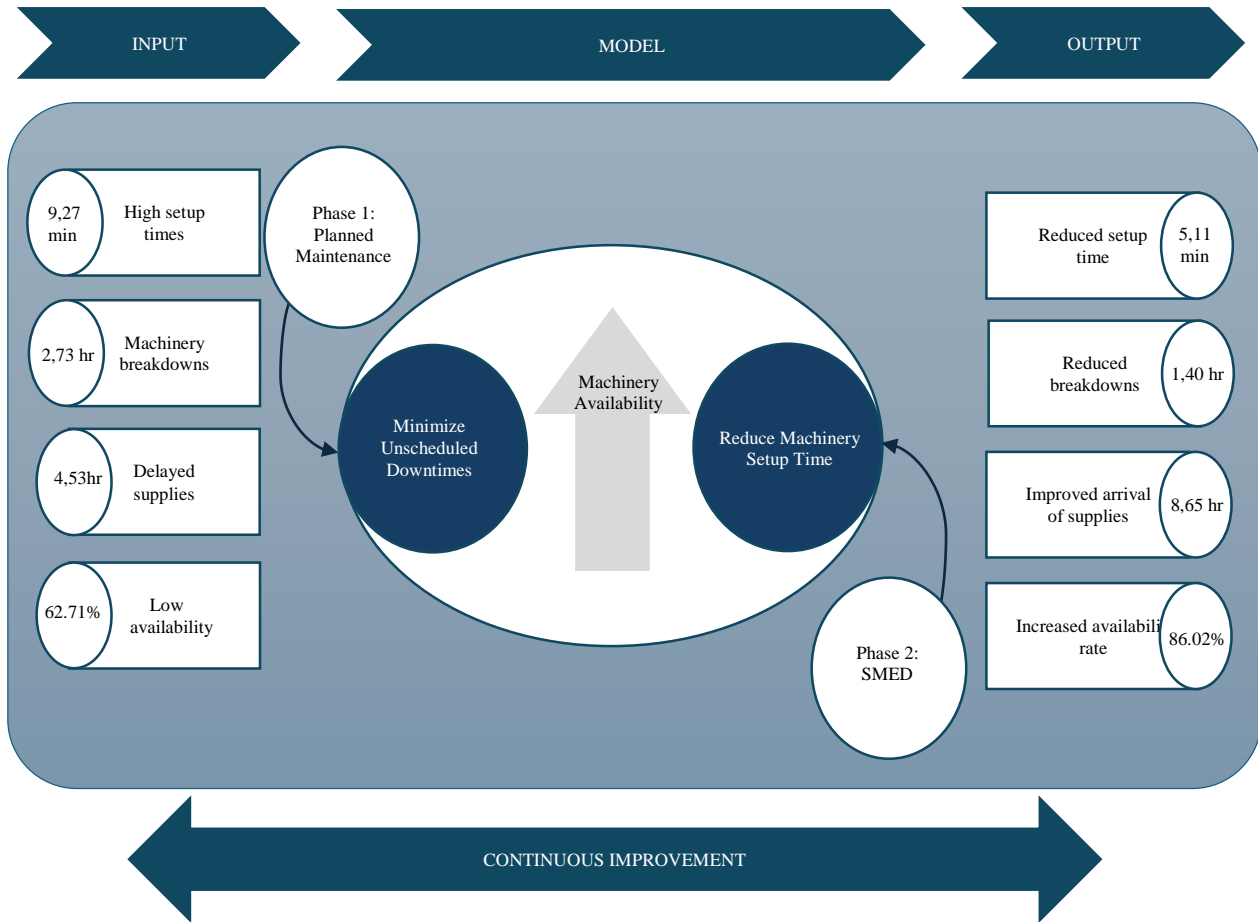 INPUT
MODEL
OUTPUT
9,27
min
High setup
times
2,73 hr
Machinery
breakdowns
4,53hr
Delayed
supplies
62.71%
Low
availability
Phase 1:
Planned
Maintenance
Minimize
Unscheduled
Downtimes
Machinery
Availability
Reduce Machinery
Setup Time
Phase 2:
SMED
Reduced setup
time
5,11
min
Reduced
breakdowns
1,40 hr
Improved arrival
of supplies
8,65 hr
Increased availabili
rate
86.02%
CONTINUOUS IMPROVEMENT